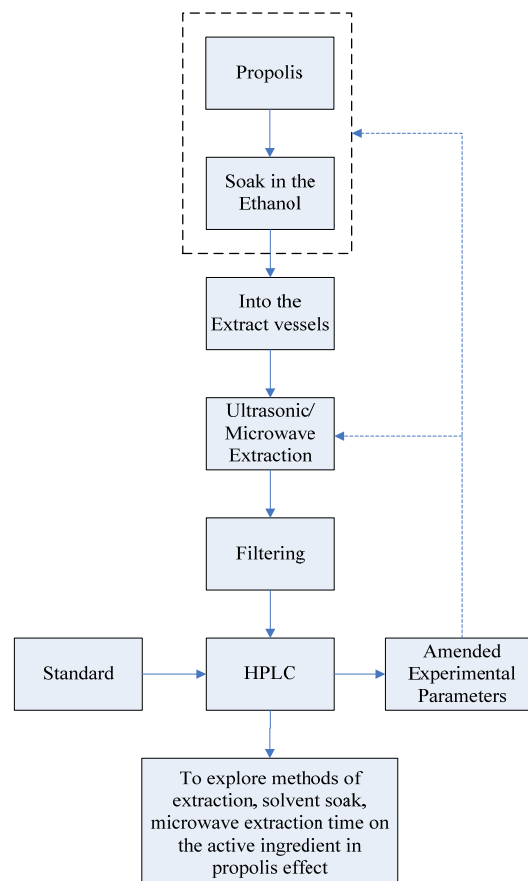 Propolis
Soak in the
Ethanol
Into the
Extract vessels
Ultrasonic/
Microwave
Extraction
Filtering
Standard
HPLC
Amended
Experimental
Parameters
To explore methods of
extraction, solvent soak,
microwave extraction time on
the active ingredient in
propolis effect